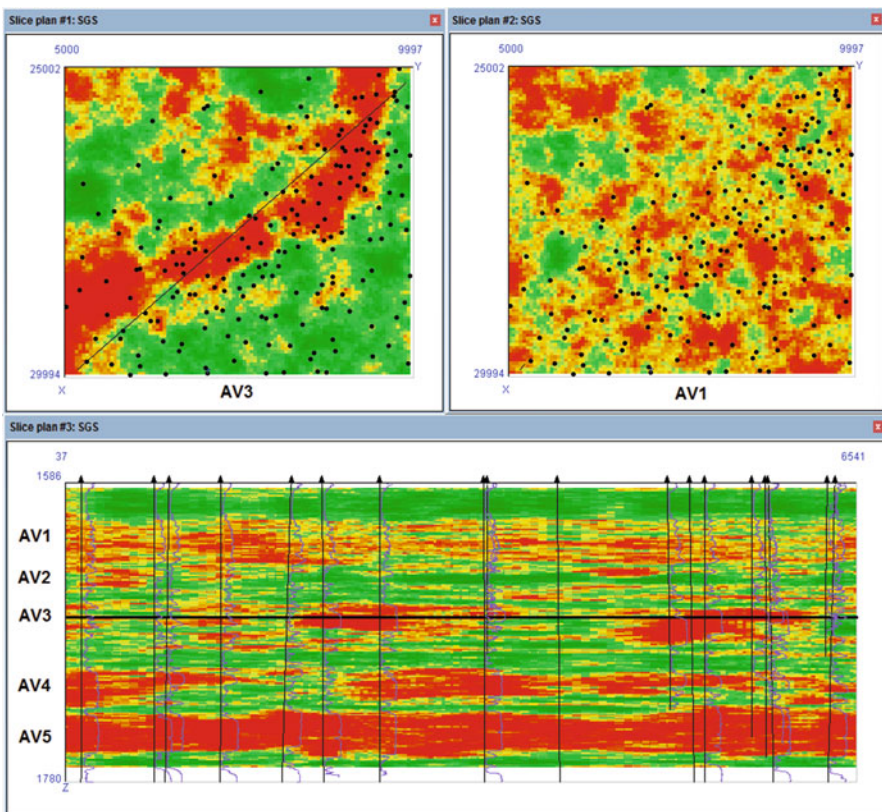 Slice plan #1: SGS
x
5000
9997
25002
Y
29994
X
AV3
Slice plan #2: SGS
x
5000
9997
25002
Y
29994
X
AV1
Slice plan #3: SGS
x
37
6541
1586
AV1
AV2
AV3
AV4
AV5
1780
Z